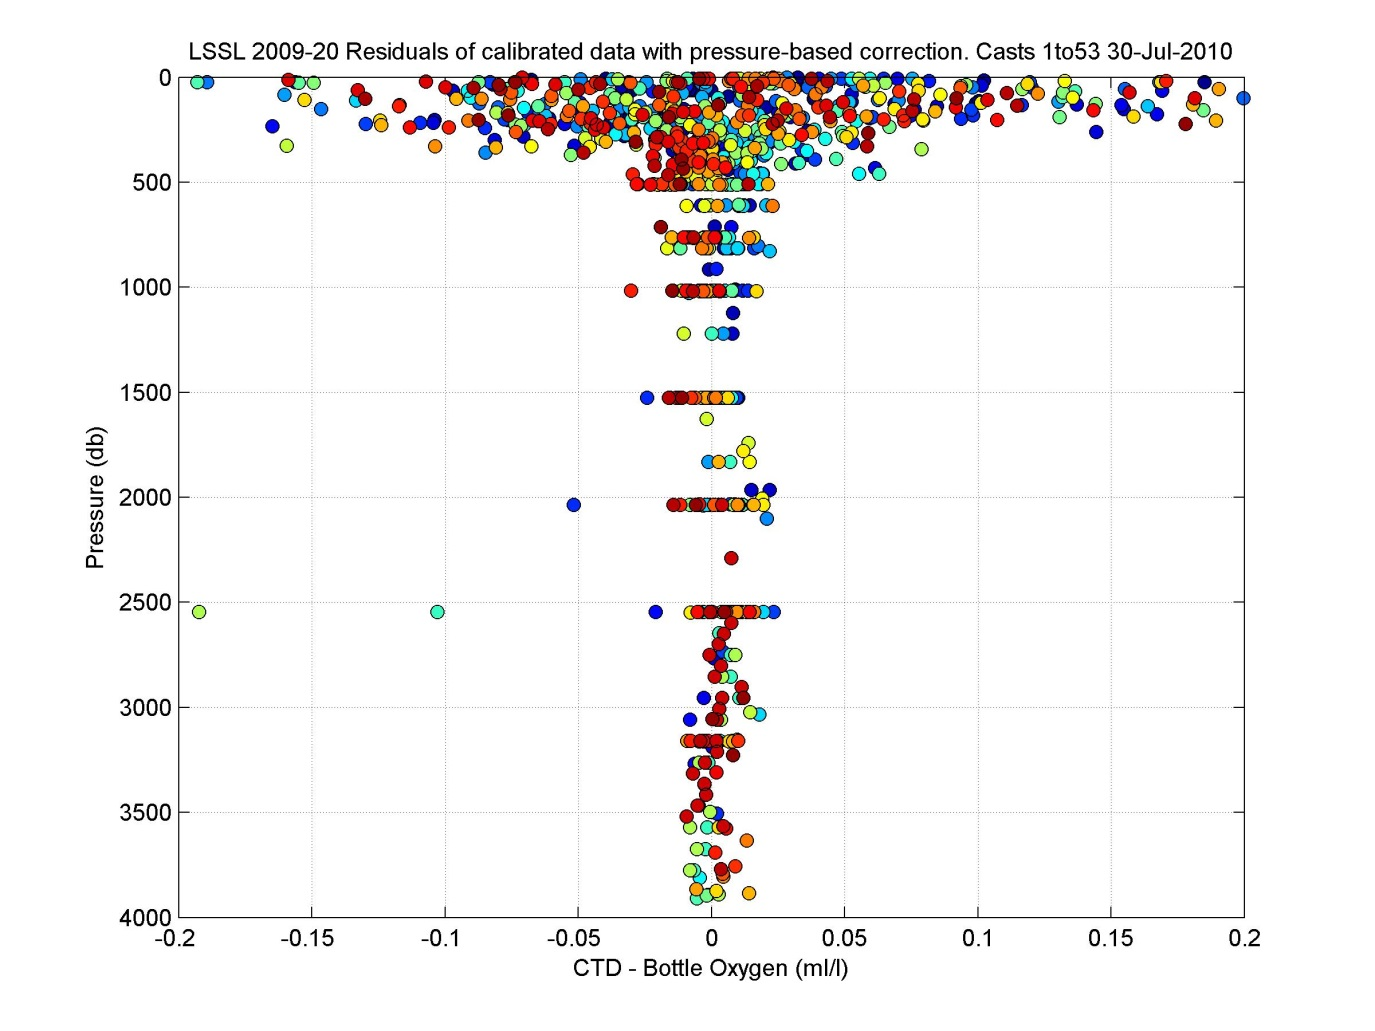 LSSL 2009-20 Residuals of calibrated data with pressure-based correction. Casts 1to53 30-Jul-2010
0
500
1000
1500
2000
2500
3000
3500
4000
Pressure (db)
-0.2 -0.15 -0.1 -0.05 0 0.05 0.1 0.15 0.2
CTD - Bottle Oxygen (ml/l)